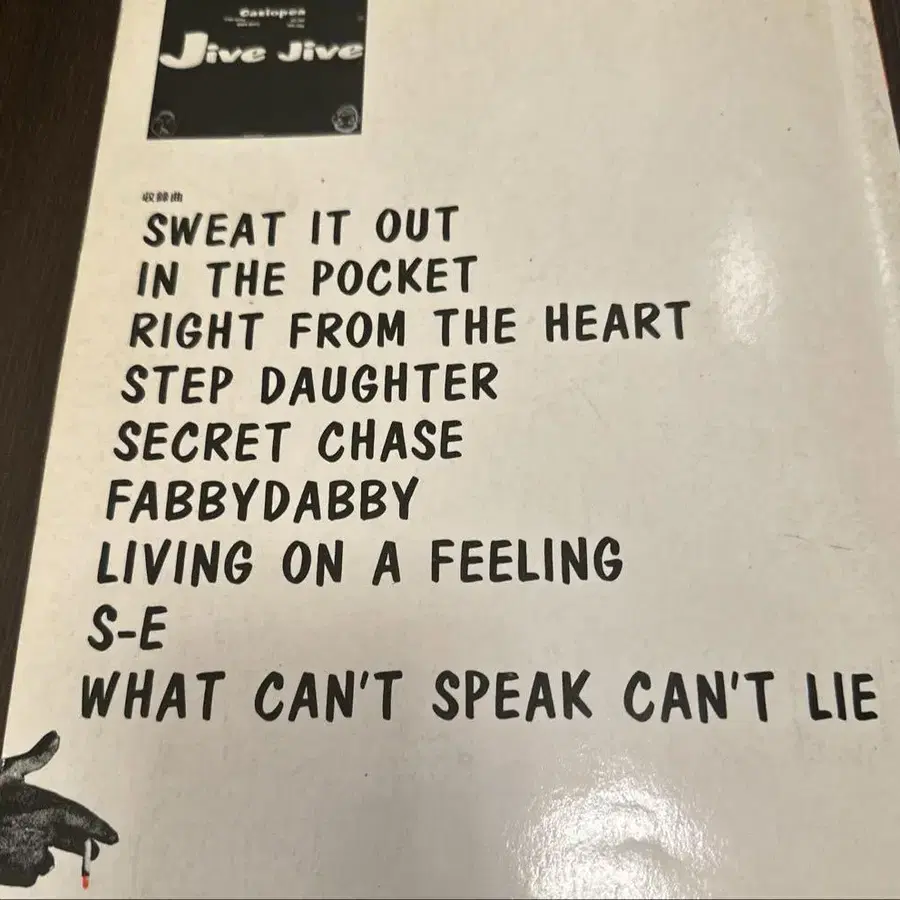 Casiopea
Jive Jive
収録曲
SWEAT IT OUT
IN THE POCKET
RIGHT FROM THE HEART
STEP DAUGHTER
SECRET CHASE
FABBYDABBY
LIVING ON A FEELING
S-E
WHAT CAN'T SPEAK CAN'T LIE